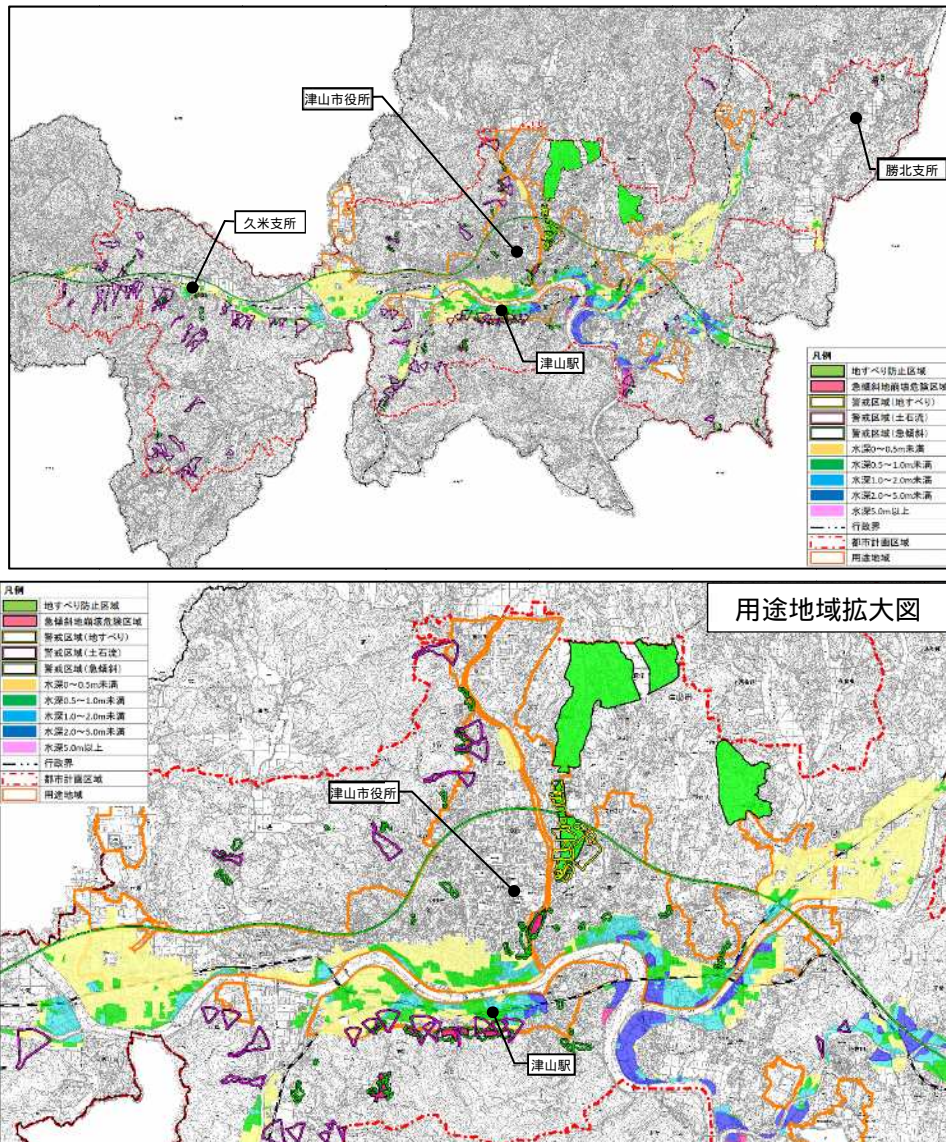 津山市役所
勝北支所
久米支所
津山駅
凡例
地すべり防止区域
急傾斜地崩壊危険区域
警戒区域(地すべり)
警戒区域(土石流)
警戒区域(急傾斜)
水深0～0.5m未満
水深0.5～1.0m未満
水深1.0～2.0m未満
水深2.0～5.0m未満
水深5.0m以上
行政界
都市計画区域
用途地域
凡例
地すべり防止区域
急傾斜地崩壊危険区域
警戒区域(地すべり)
警戒区域(土石流)
警戒区域(急傾斜)
水深0～0.5m未満
水深0.5～1.0m未満
水深1.0～2.0m未満
水深2.0～5.0m未満
水深5.0m以上
行政界
都市計画区域
用途地域
用途地域拡大図
津山市役所
津山駅